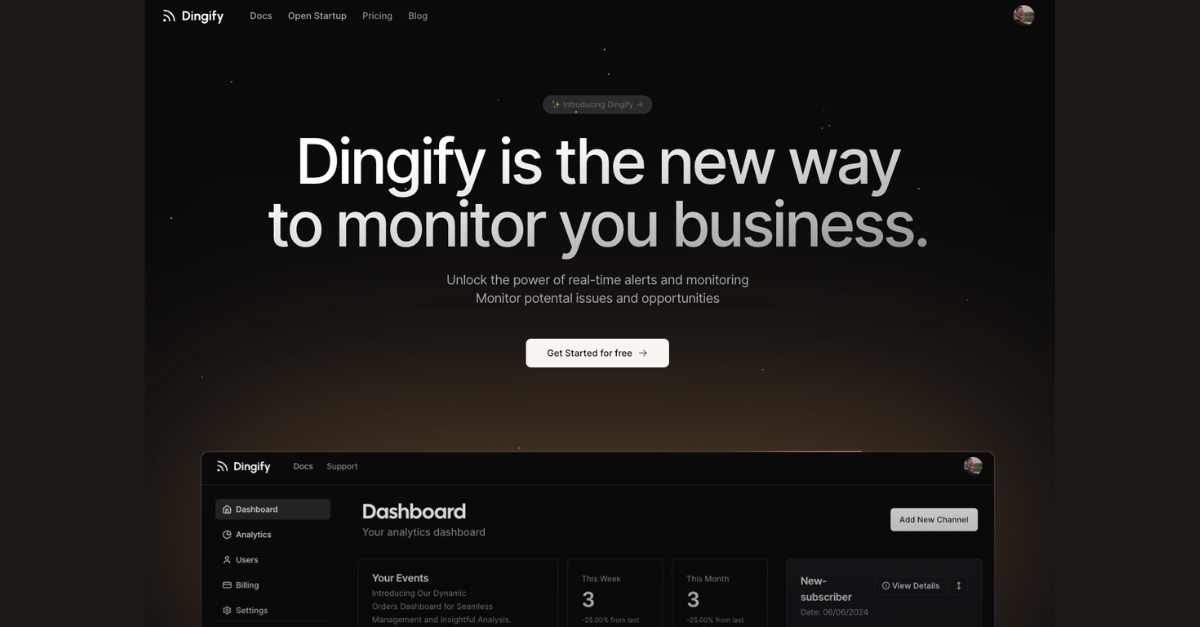 Dingify Docs Open Startup Pricing Blog
✨ Introducing Dingify →
Dingify is the new way
to monitor you business.
Unlock the power of real-time alerts and monitoring
Monitor potental issues and opportunities
Get Started for free →
Dingify Docs Support
Dashboard
Analytics
Users
Billing
Settings
Dashboard
Your analytics dashboard
Add New Channel
Your Events
Introducing Our Dynamic
Orders Dashboard for Seamless
Management and Insightful Analysis.
This Week
3
-25.00% from last
This Month
3
-25.00% from last
New-
subscriber
Date: 06/06/2024
View Details